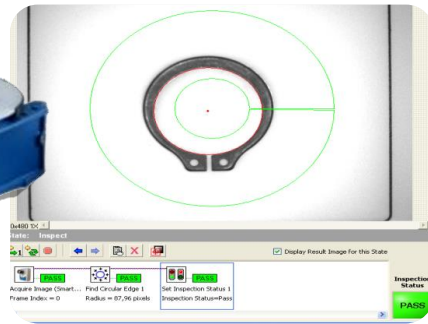 0x480 1X
State: Inspect
Display Result Image for this State
PASS PASS PASS
Acquire Image (Smart... Find Circular Edge 1 Set Inspection Status 1
Frame Index = 0 Radius = 87,96 pixels Inspection Status=Pass
Inspection
Status
PASS